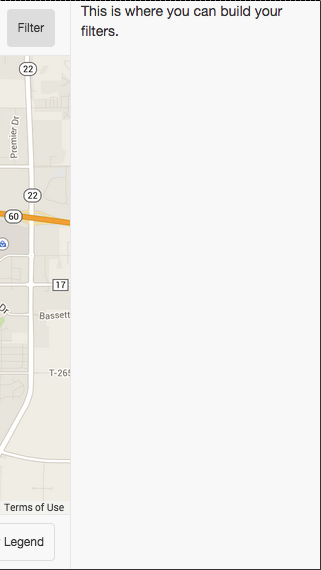 Filter
This is where you can build your
filters.
22
Premier Dr
22
60
17
Bassett
T-265
Terms of Use
Legend